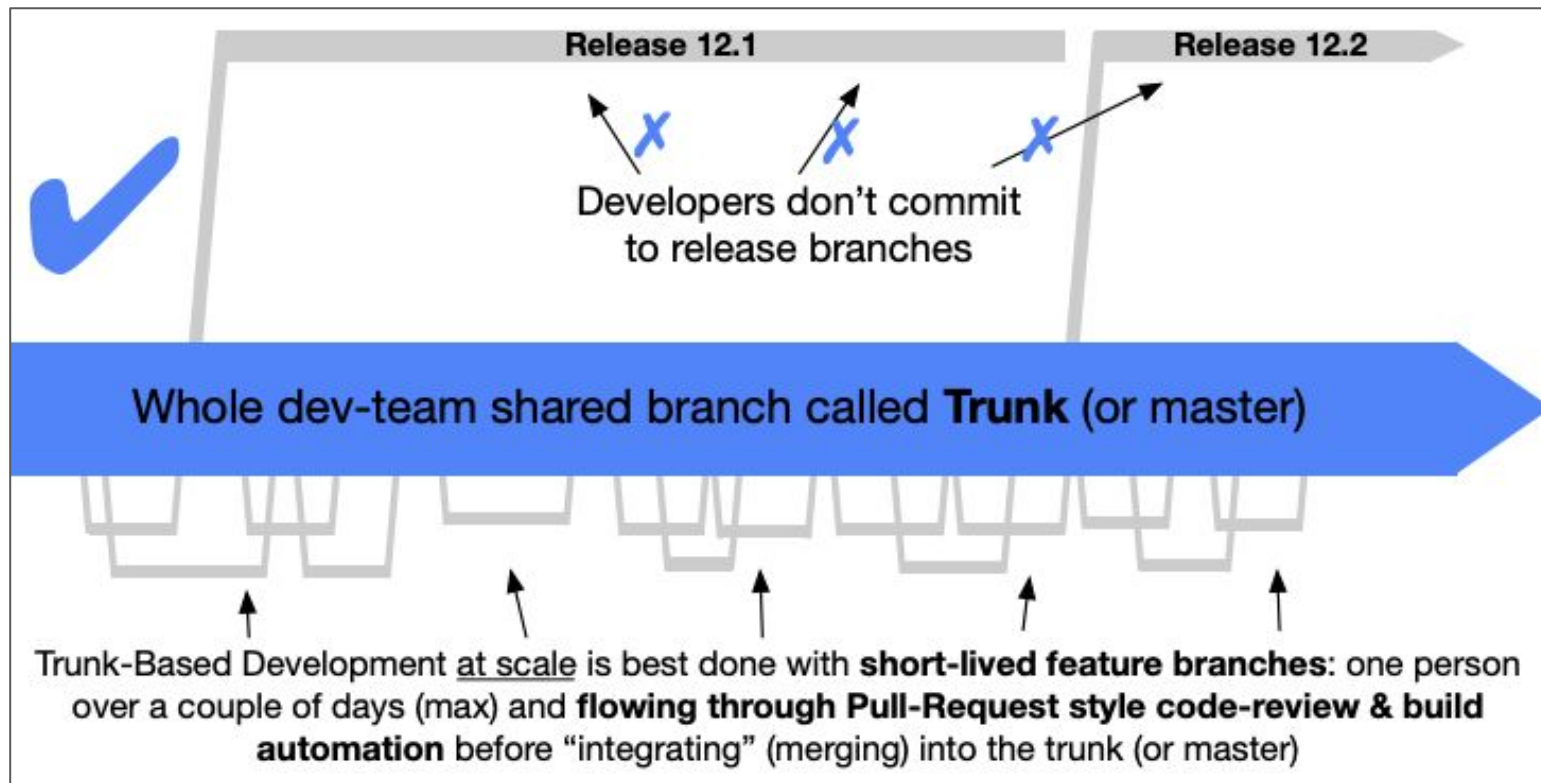 Release 12.1
Release 12.2
Developers don’t commit
to release branches
Whole dev-team shared branch called Trunk (or master)
Trunk-Based Development at scale is best done with short-lived feature branches: one person
over a couple of days (max) and flowing through Pull-Request style code-review & build
automation before “integrating” (merging) into the trunk (or master)